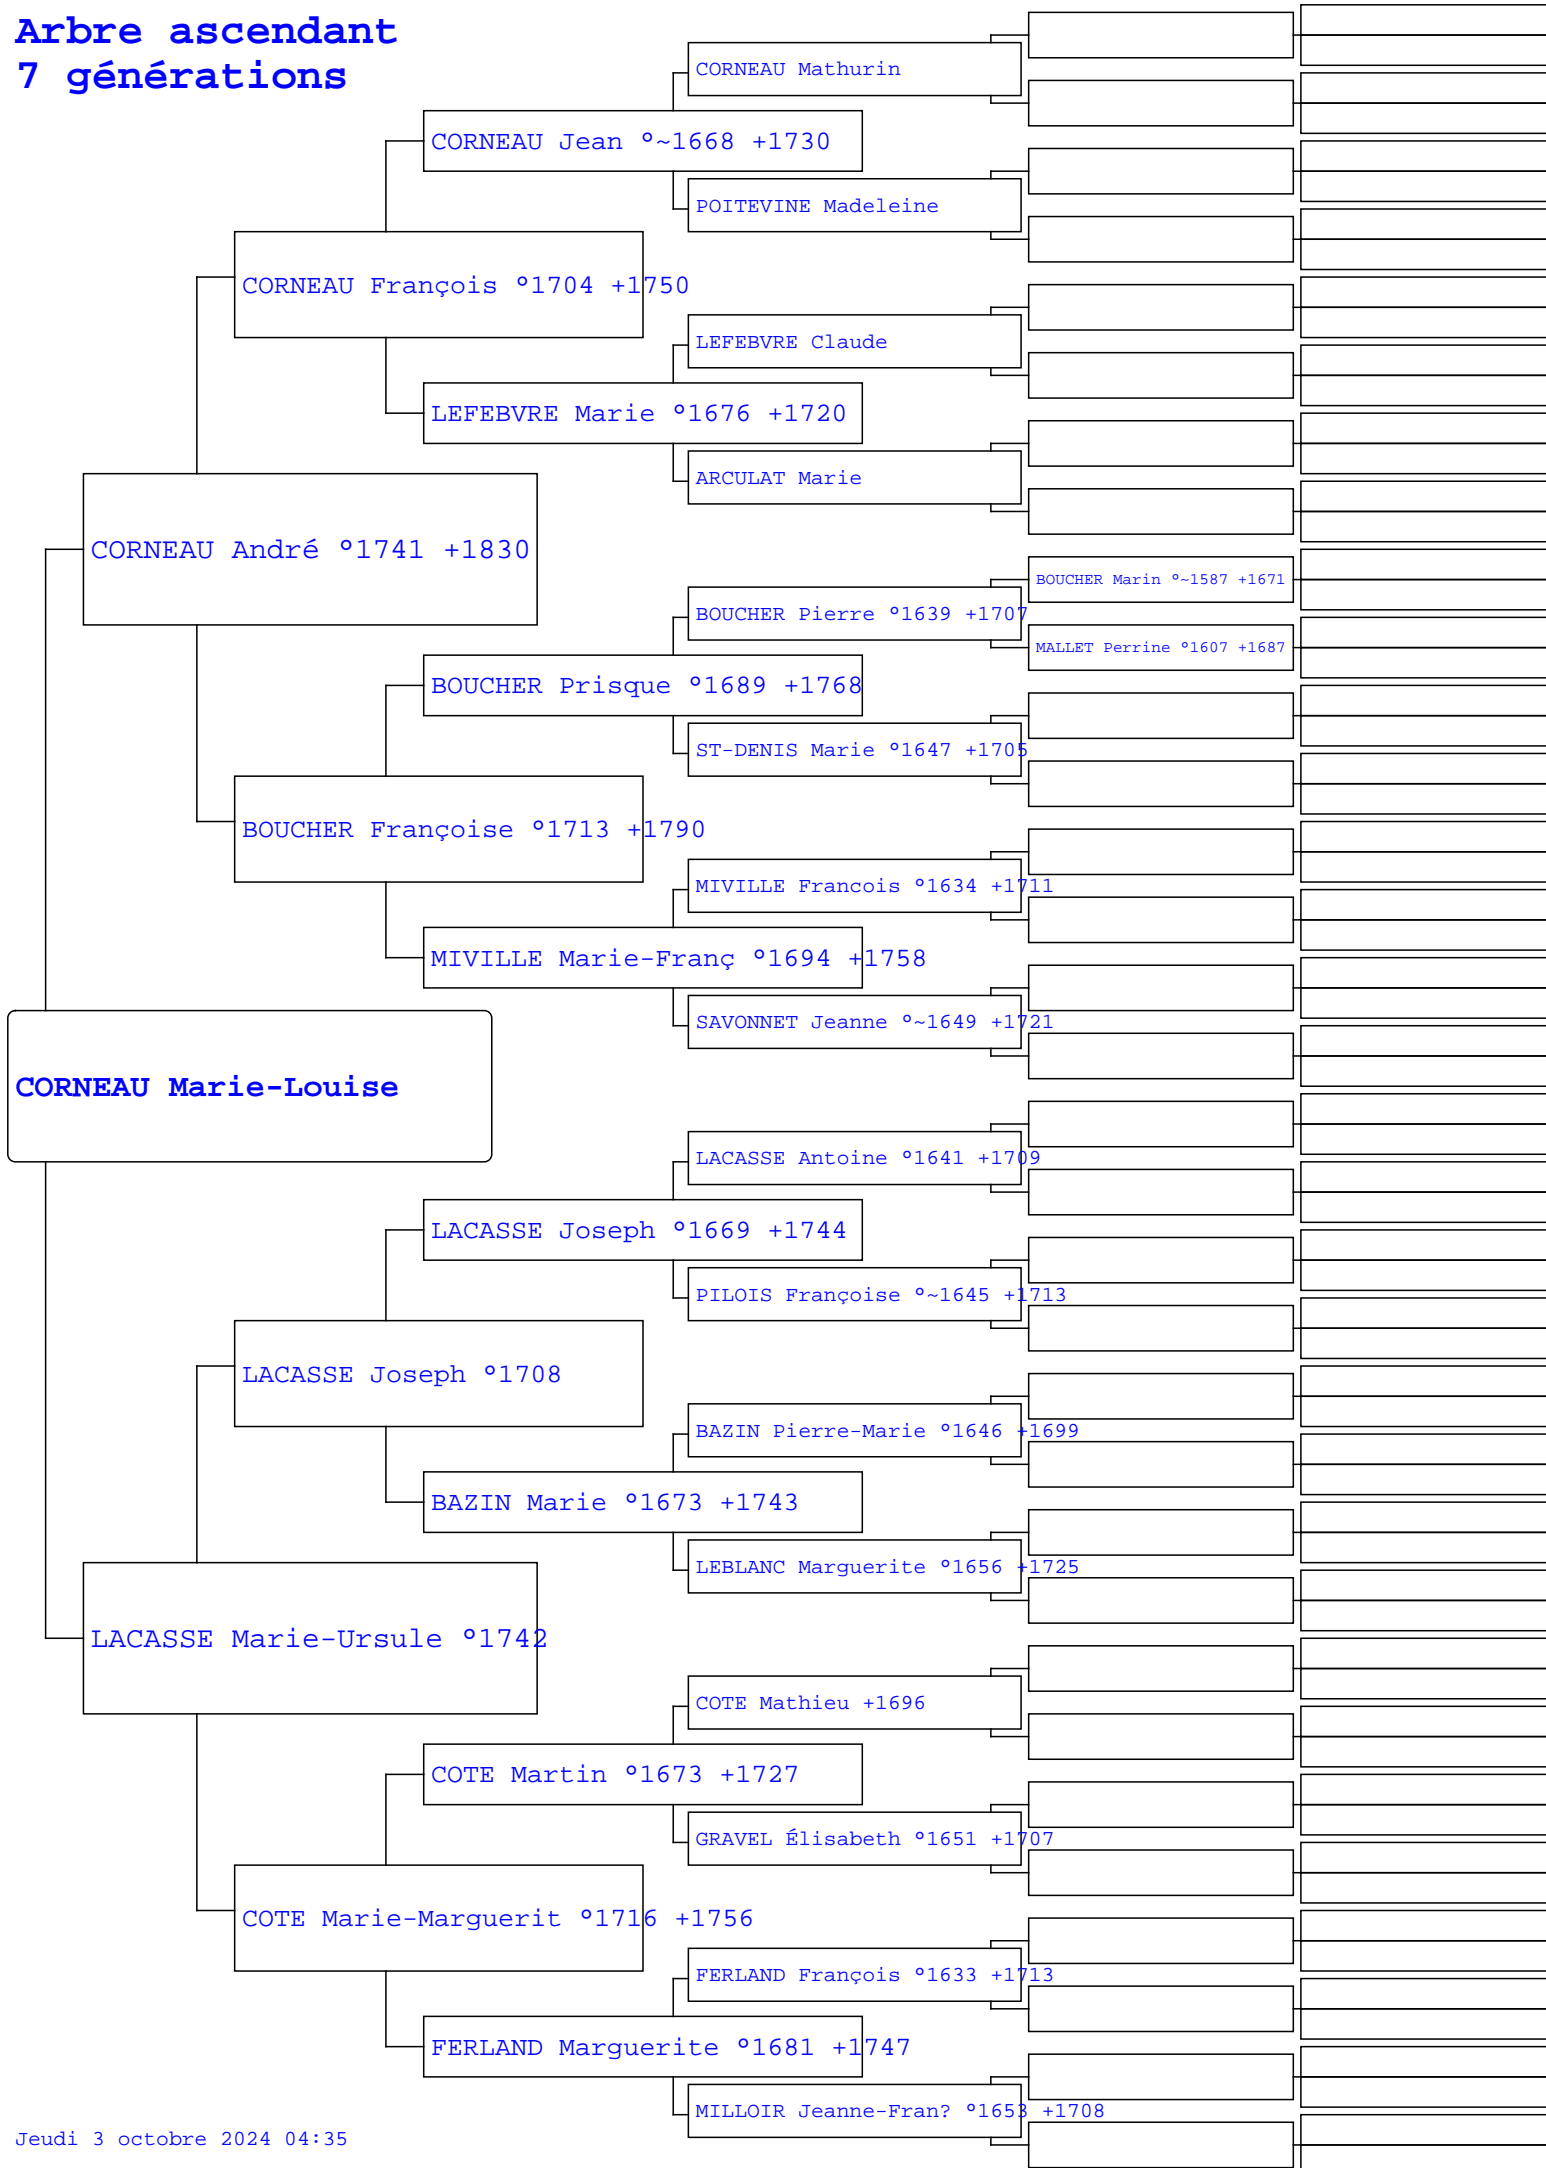 Arbre ascendant
7 générations
CORNEAU Mathurin
CORNEAU Jean °~1668 +1730
POITEVINE Madeleine
CORNEAU François °1704 +1750
LEFEBVRE Claude
LEFEBVRE Marie °1676 +1720
ARCULAT Marie
CORNEAU André °1741 +1830
BOUCHER Marin °~1587 +1671
BOUCHER Pierre °1639 +1707
MALLET Perrine °1607 +1687
BOUCHER Prisque °1689 +1768
ST-DENIS Marie °1647 +1705
BOUCHER Françoise °1713 +1790
MIVILLE Francois °1634 +1711
MIVILLE Marie-Franç °1694 +1758
SAVONNET Jeanne °~1649 +1721
CORNEAU Marie-Louise
LACASSE Antoine °1641 +1709
LACASSE Joseph °1669 +1744
PILOIS Françoise °~1645 +1713
LACASSE Joseph °1708
BAZIN Pierre-Marie °1646 +1699
BAZIN Marie °1673 +1743
LEBLANC Marguerite °1656 +1725
LACASSE Marie-Ursule °1742
COTE Mathieu +1696
COTE Martin °1673 +1727
GRAVEL Élisabeth °1651 +1707
COTE Marie-Marguerit °1716 +1756
FERLAND François °1633 +1713
FERLAND Marguerite °1681 +1747
MILLOIR Jeanne-Fran? °1653 +1708
Jeudi 3 octobre 2024 04:35